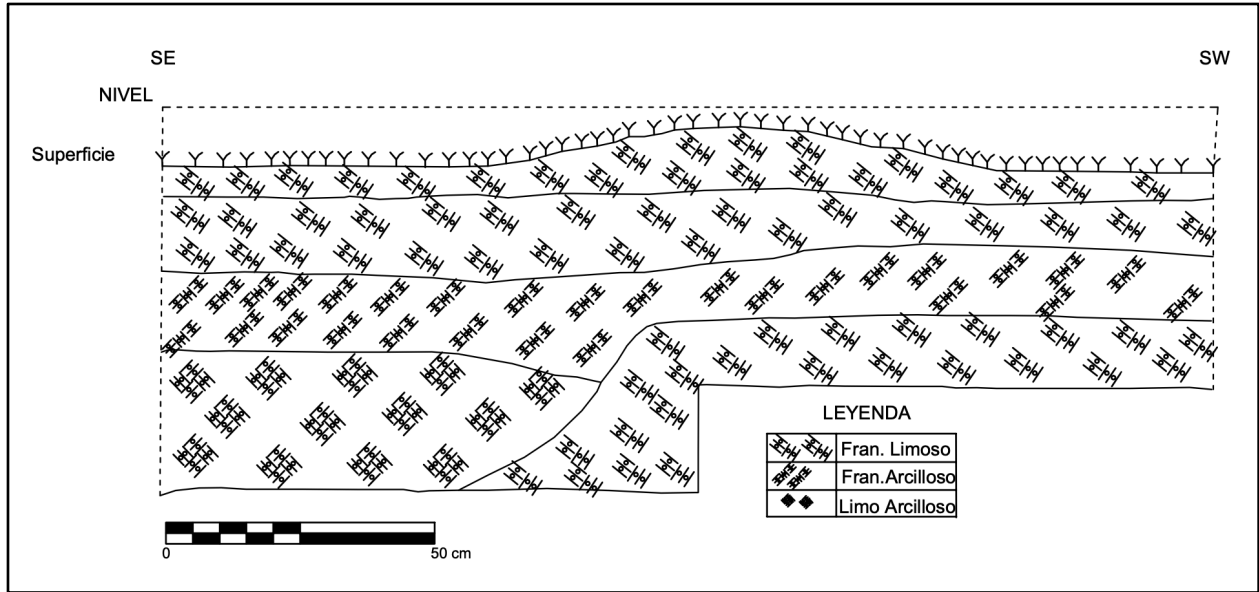 SE
SW
NIVEL
Superficie
LEYENDA
Fran. Limoso
Fran.Arcilloso
Limo Arcilloso
0
50 cm